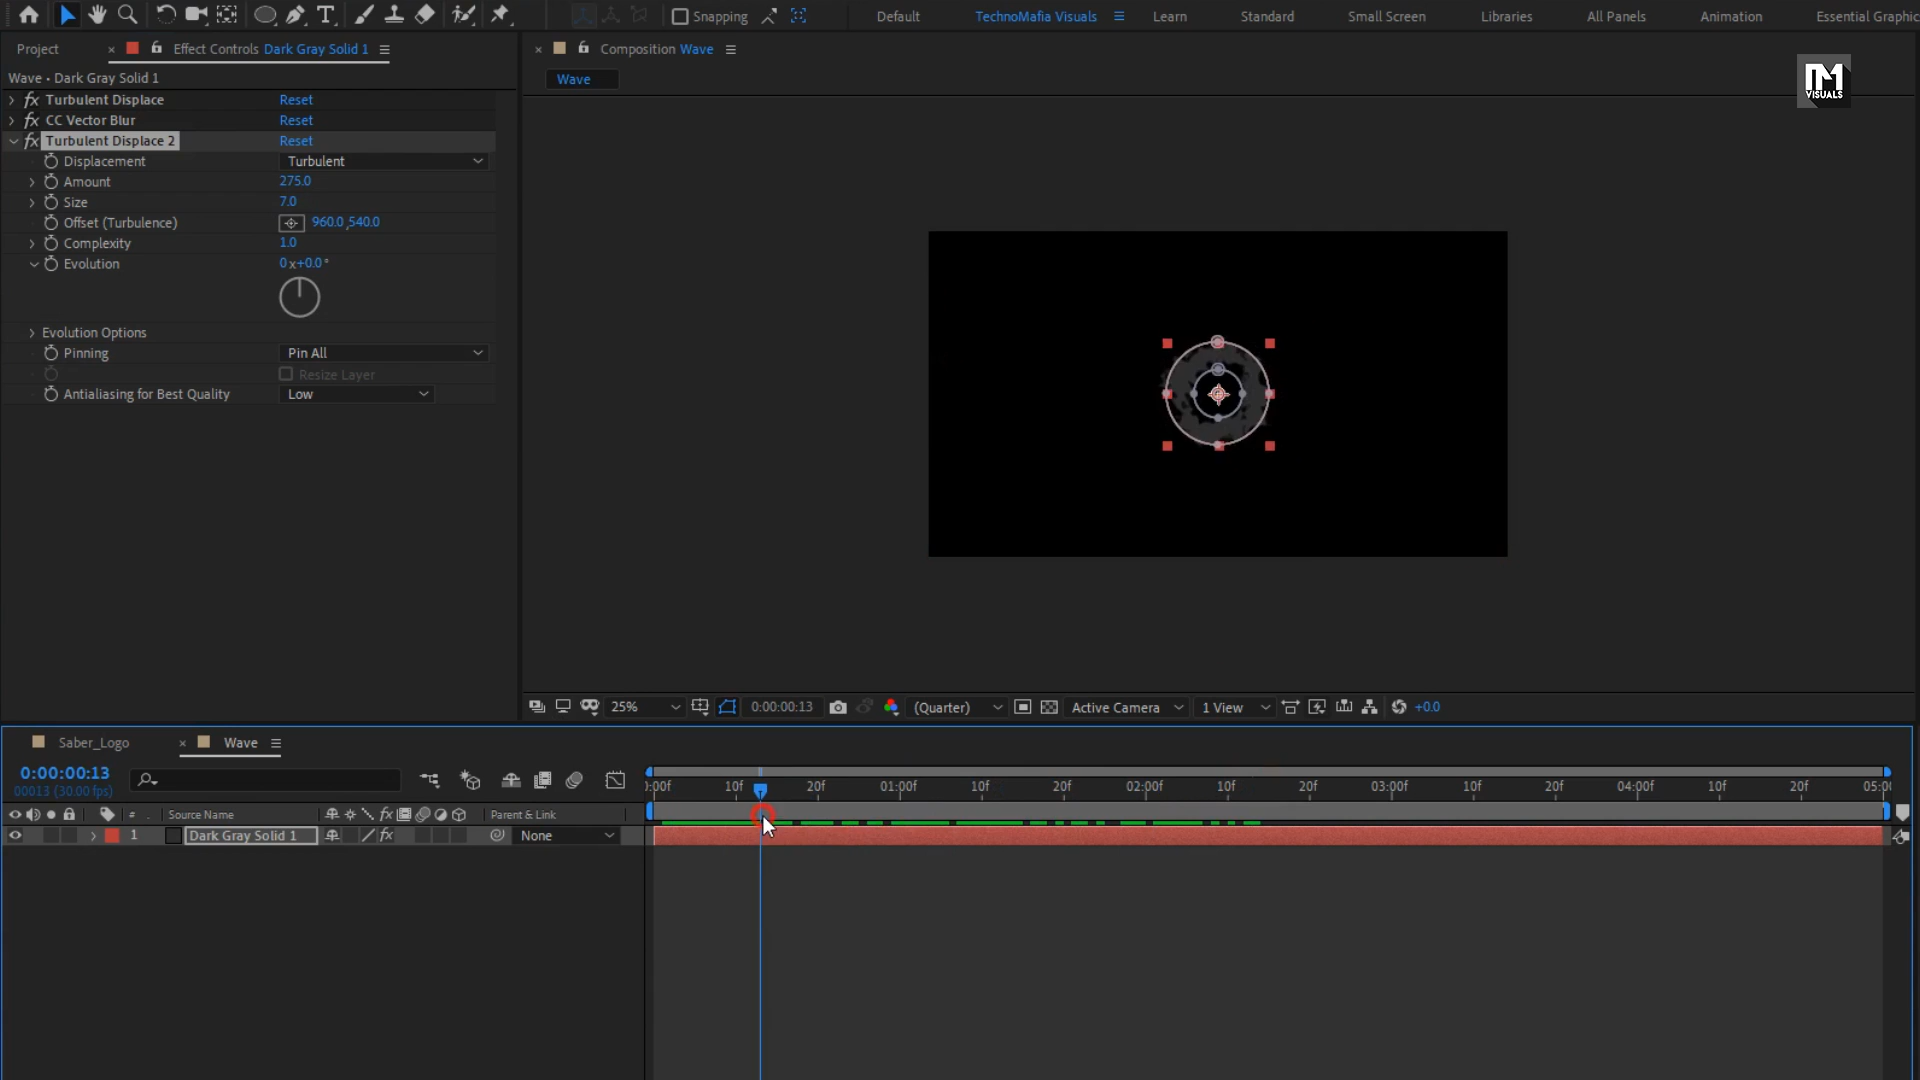 Snapping
Default
TechnoMafia Visuals
Learn
Standard
Small Screen
Libraries
All Panels
Animation
Essential Graphic
Project
Effect Controls Dark Gray Solid 1
Composition Wave
Wave • Dark Gray Solid 1
Wave
VISUALS
fx Turbulent Displace Reset
fx CC Vector Blur Reset
fx Turbulent Displace 2 Reset
Displacement Turbulent
Amount 275.0
Size 7.0
Offset (Turbulence) 960.0,540.0
Complexity 1.0
Evolution 0x+0.0°
Evolution Options
Pinning Pin All
Resize Layer
Antialiasing for Best Quality Low
25%
0:00:00:13
(Quarter)
Active Camera
1 View
+0.0
Saber_Logo
Wave
0:00:00:13
00013 (30.00 fps)
:00f 10f 20f 01:00f 10f 20f 02:00f 10f 20f 03:00f 10f 20f 04:00f 10f 20f 05:00
# Source Name Parent & Link
1 Dark Gray Solid 1 fx None